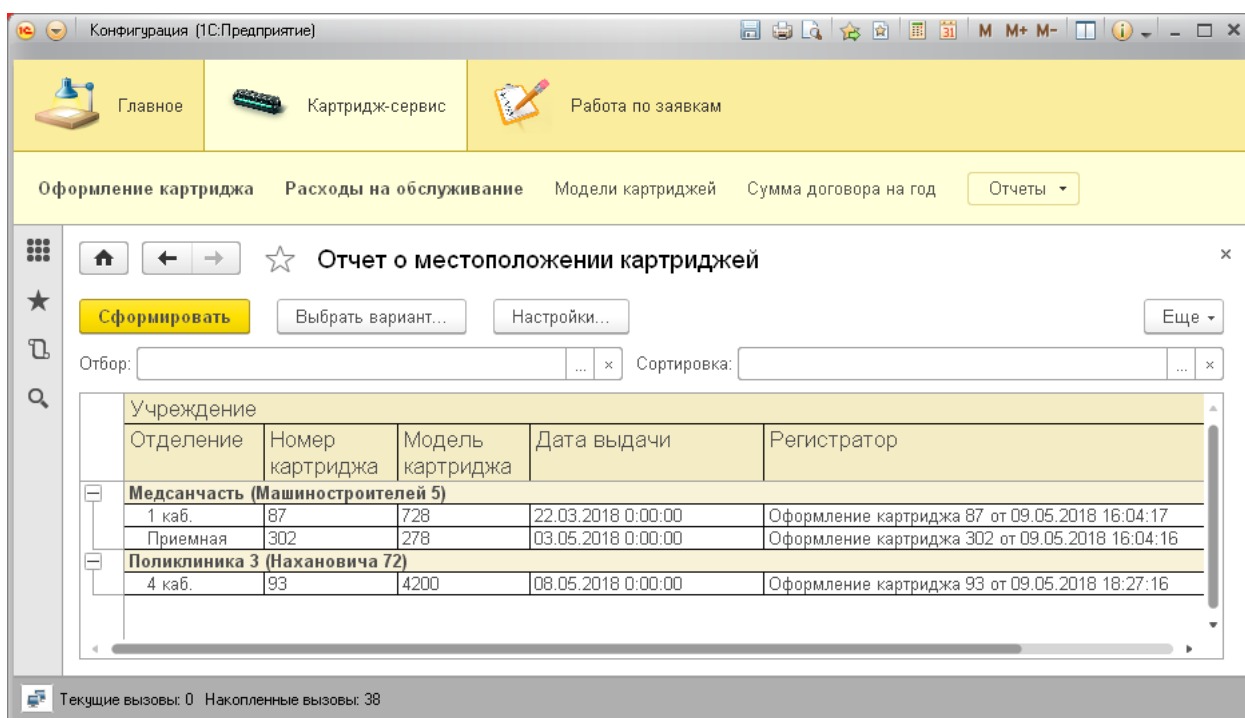 Конфигурация (1С:Предприятие)
31 M M+ M-
Главное Картридж-сервис Работа по заявкам
Оформление картриджа Расходы на обслуживание Модели картриджей Сумма договора на год Отчеты
Отчет о местоположении картриджей
Сформировать Выбрать вариант... Настройки... Еще
Отбор: ... × Сортировка: ... ×
Учреждение
Отделение Номер картриджа Модель картриджа Дата выдачи Регистратор
Медсанчасть (Машиностроителей 5)
1 каб. 87 728 22.03.2018 0:00:00 Оформление картриджа 87 от 09.05.2018 16:04:17
Приемная 302 278 03.05.2018 0:00:00 Оформление картриджа 302 от 09.05.2018 16:04:16
Поликлиника 3 (Нахановича 72)
4 каб. 93 4200 08.05.2018 0:00:00 Оформление картриджа 93 от 09.05.2018 18:27:16
Текущие вызовы: 0 Накопленные вызовы: 38